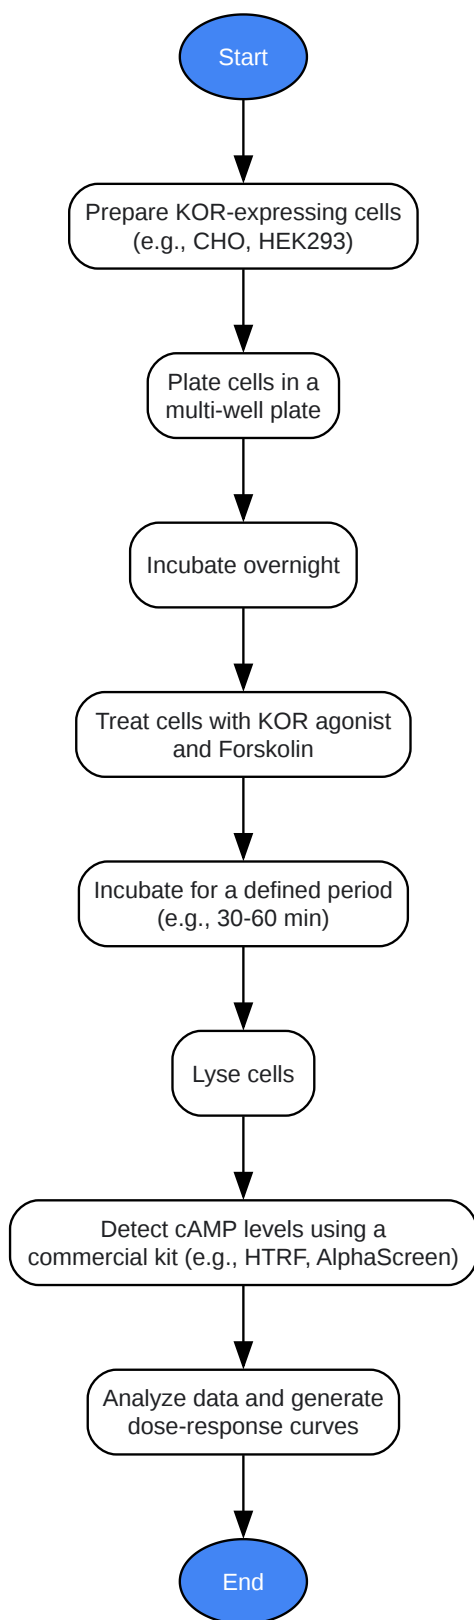 Start
Prepare KOR-expressing cells
(e.g., CHO, HEK293)
Plate cells in a
multi-well plate
Incubate overnight
Treat cells with KOR agonist
and Forskolin
Incubate for a defined period
(e.g., 30-60 min)
Lyse cells
Detect cAMP levels using a
commercial kit (e.g., HTRF, AlphaScreen)
Analyze data and generate
dose-response curves
End